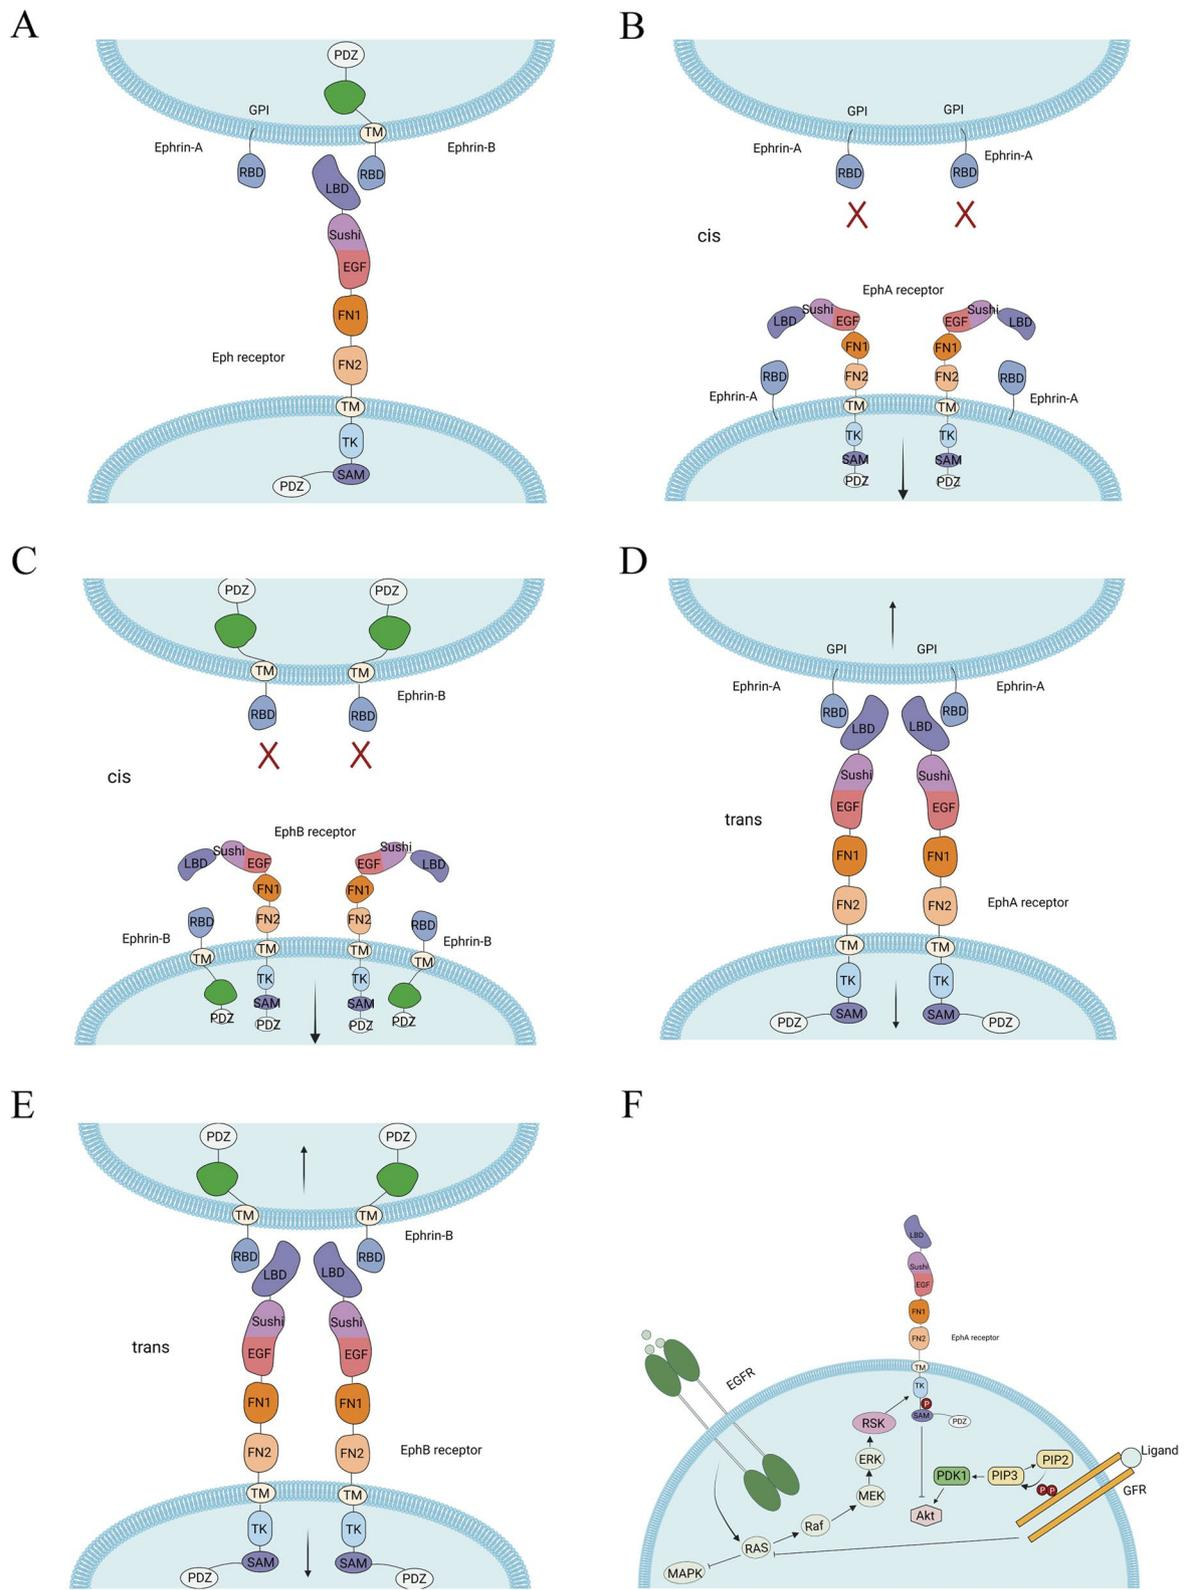 A
PDZ
GPI
TM
Ephrin-A
Ephrin-B
RBD
RBD
LBD
Sushi
EGF
FN1
Eph receptor
FN2
TM
TK
SAM
PDZ
B
GPI
GPI
Ephrin-A
Ephrin-A
RBD
RBD
X
X
cis
EphA receptor
Sushi
Sushi
LBD
EGF
EGF
LBD
FN1
FN1
RBD
FN2
FN2
RBD
Ephrin-A
Ephrin-A
TM
TM
TK
TK
SAM
SAM
PDZ
PDZ
C
PDZ
PDZ
TM
TM
Ephrin-B
RBD
RBD
X
X
cis
EphB receptor
Sushi
Sushi
LBD
EGF
EGF
LBD
FN1
FN1
RBD
FN2
FN2
RBD
Ephrin-B
Ephrin-B
TM
TM
TM
TM
TK
TK
SAM
SAM
PDZ
PDZ
PDZ
PDZ
D
GPI
GPI
Ephrin-A
Ephrin-A
RBD
RBD
LBD
LBD
Sushi
Sushi
EGF
EGF
trans
FN1
FN1
FN2
FN2
EphA receptor
TM
TM
TK
TK
SAM
SAM
PDZ
PDZ
E
PDZ
PDZ
TM
TM
Ephrin-B
RBD
RBD
LBD
LBD
Sushi
Sushi
trans
EGF
EGF
FN1
FN1
FN2
FN2
EphB receptor
TM
TM
TK
TK
SAM
SAM
PDZ
PDZ
F
LBD
Sushi
EGF
FN1
FN2
EphA receptor
TM
EGFR
TK
P
SAM
PDZ
RSK
ERK
Ligand
PIP2
PDK1
PIP3
P P
GFR
MEK
Akt
Raf
RAS
MAPK